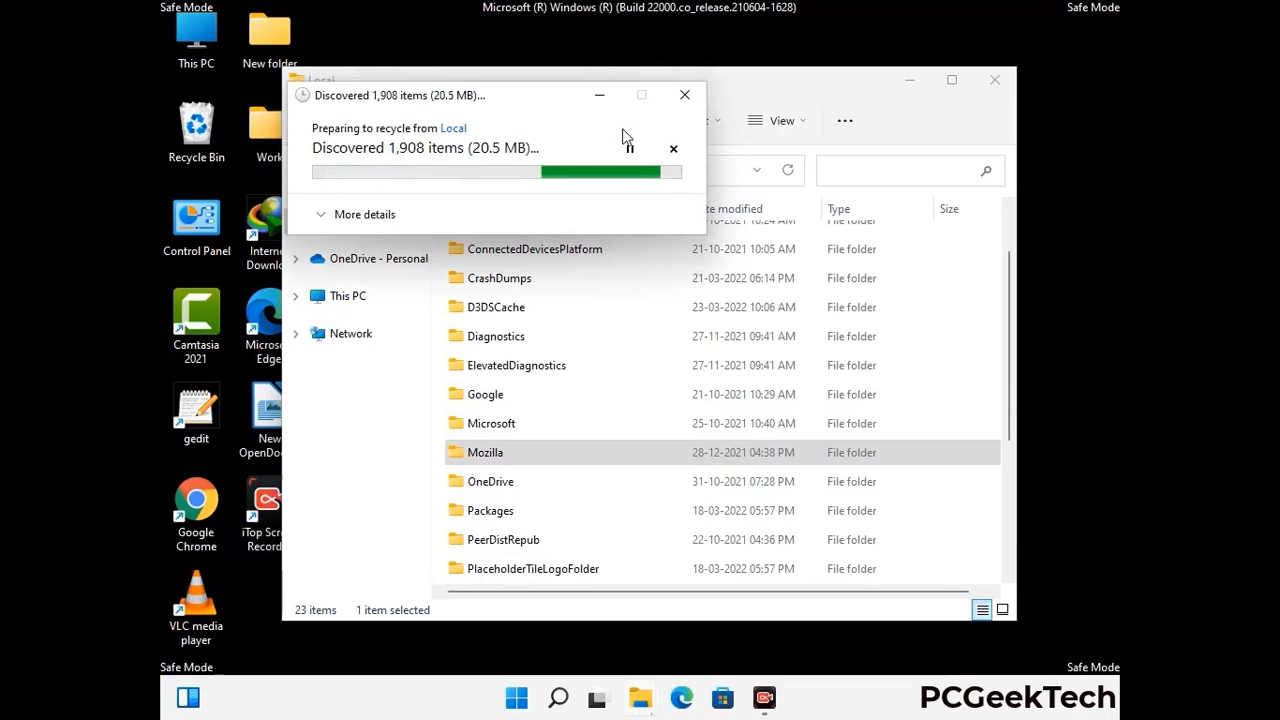 Safe Mode
Microsoft (R) Windows (R) (Build 22000.co_release.210604-1628)
Safe Mode
This PC
New folder
Recycle Bin
Work
Control Panel
Internet
Downlo
Camtasia
2021
Microso
Edge
gedit
New
OpenDoc
Google
Chrome
iTop Scr
Record
VLC media
player
Local
Discovered 1,908 items (20.5 MB)...
Preparing to recycle from Local
Discovered 1,908 items (20.5 MB)...
More details
View
te modified
Type
Size
File folder
ConnectedDevicesPlatform 21-10-2021 10:05 AM File folder
OneDrive - Personal
CrashDumps 21-03-2022 06:14 PM File folder
This PC
D3DSCache 23-03-2022 10:06 AM File folder
Network
Diagnostics 27-11-2021 09:41 AM File folder
ElevatedDiagnostics 27-11-2021 09:41 AM File folder
Google 21-10-2021 10:29 AM File folder
Microsoft 25-10-2021 10:40 AM File folder
Mozilla 28-12-2021 04:38 PM File folder
OneDrive 31-10-2021 07:28 PM File folder
Packages 18-03-2022 05:57 PM File folder
PeerDistRepub 22-10-2021 04:36 PM File folder
PlaceholderTileLogoFolder 18-03-2022 05:57 PM File folder
23 items 1 item selected
Safe Mode
Safe Mode
PCGeekTech